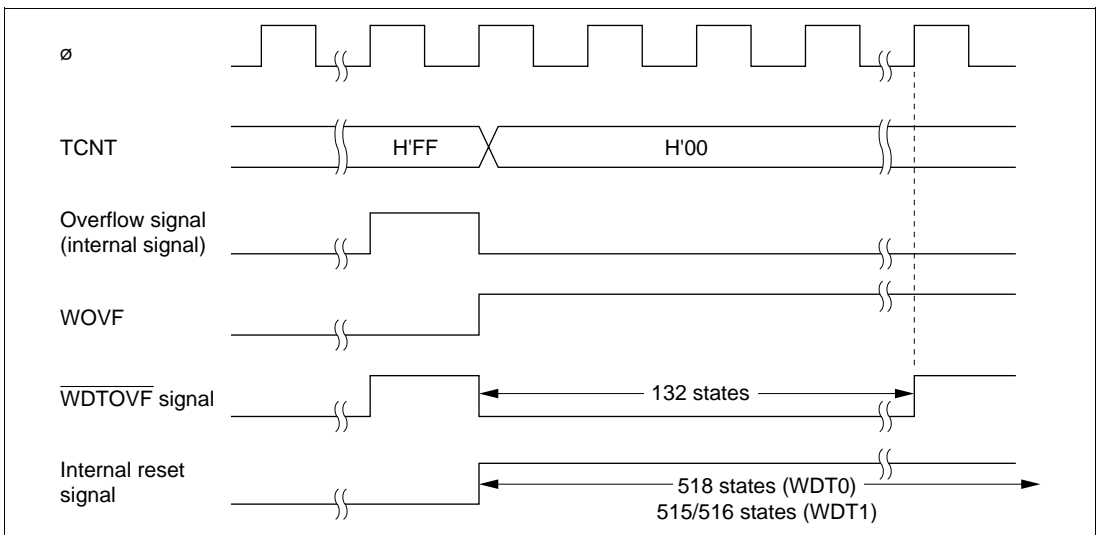 ø
TCNT
H'FF
H'00
Overflow signal
(internal signal)
WOVF
WDTOVF signal
132 states
Internal reset
signal
518 states (WDT0)
515/516 states (WDT1)